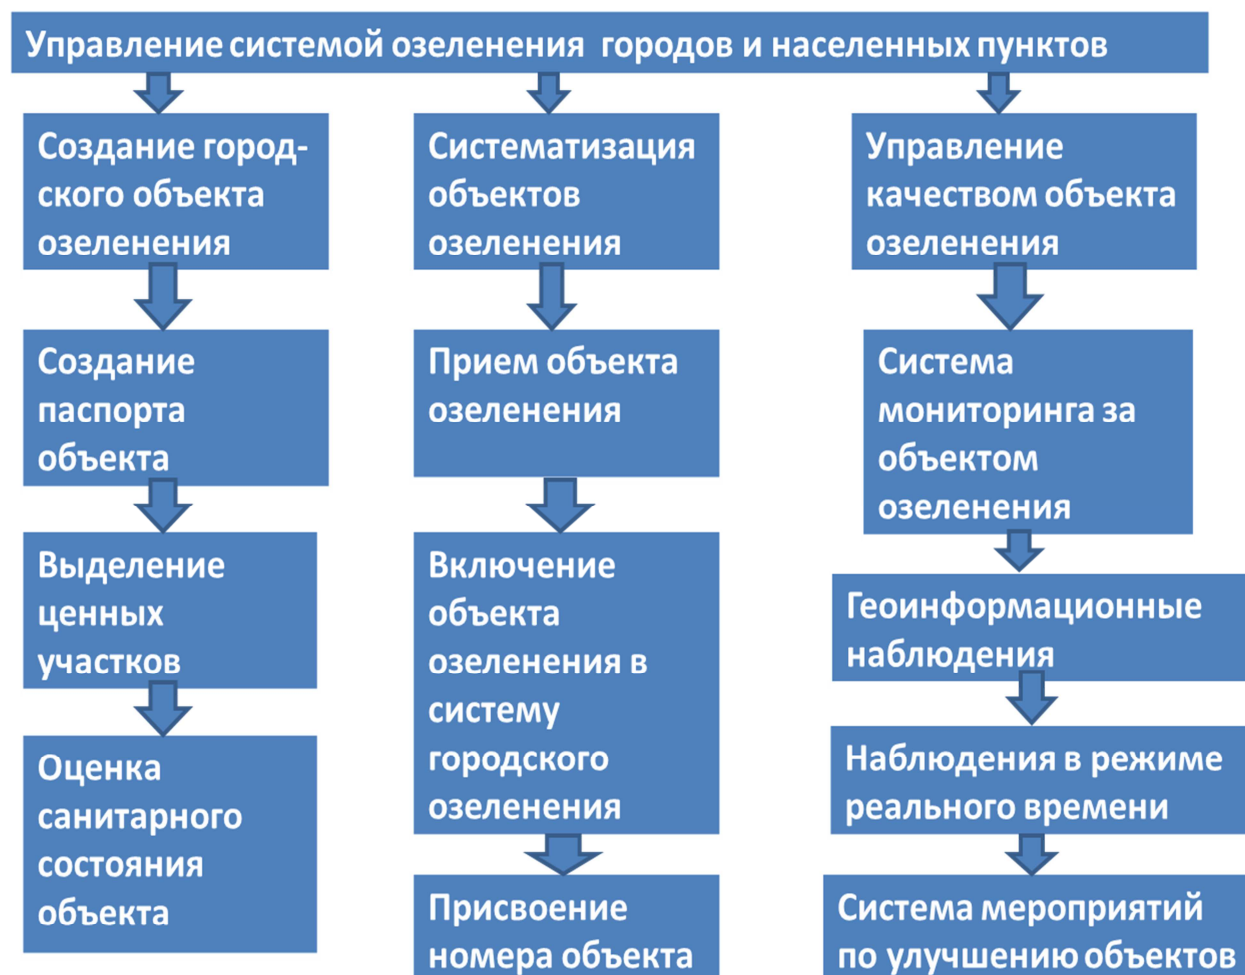 Управление системой озеленения городов и населенных пунктов
Создание город-
ского объекта
озеленения
Создание
паспорта
объекта
Выделение
ценных
участков
Оценка
санитарного
состояния
объекта
Систематизация
объектов
озеленения
Прием объекта
озеленения
Включение
объекта
озеленения в
систему
городского
озеленения
Присвоение
номера объекта
Управление
качеством объекта
озеленения
Система
мониторинга за
объектом
озеленения
Геоинформационные
наблюдения
Наблюдения в режиме
реального времени
Система мероприятий
по улучшению объектов